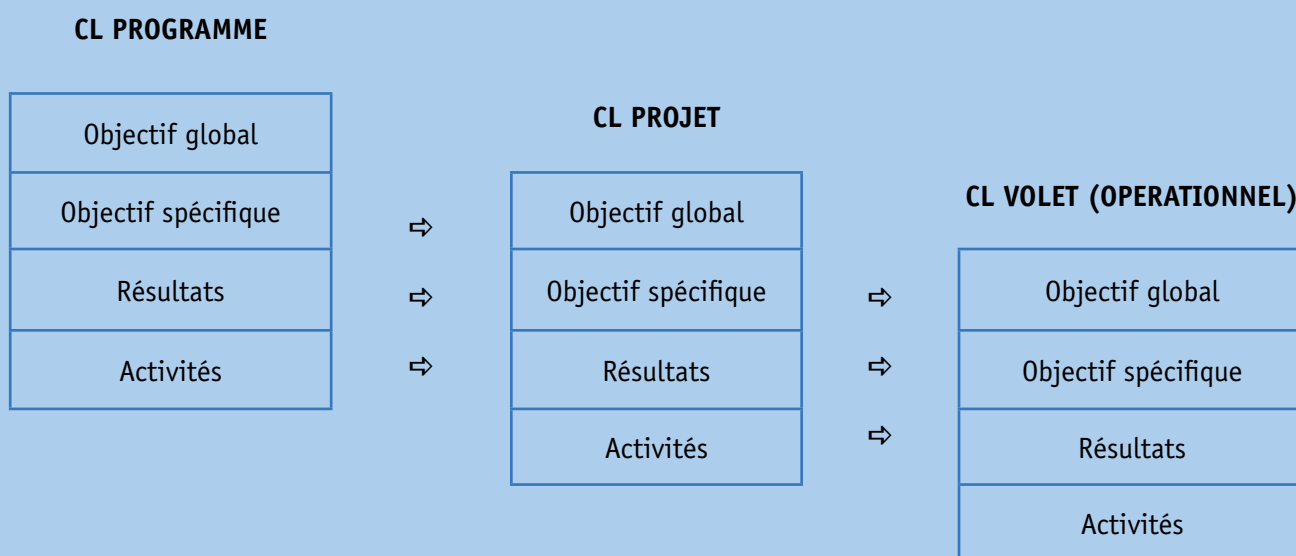 CL PROGRAMME
Objectif global
Objectif spécifique
Résultats
Activités
CL PROJET
Objectif global
Objectif spécifique
Résultats
Activités
CL VOLET (OPERATIONNEL)
Objectif global
Objectif spécifique
Résultats
Activités